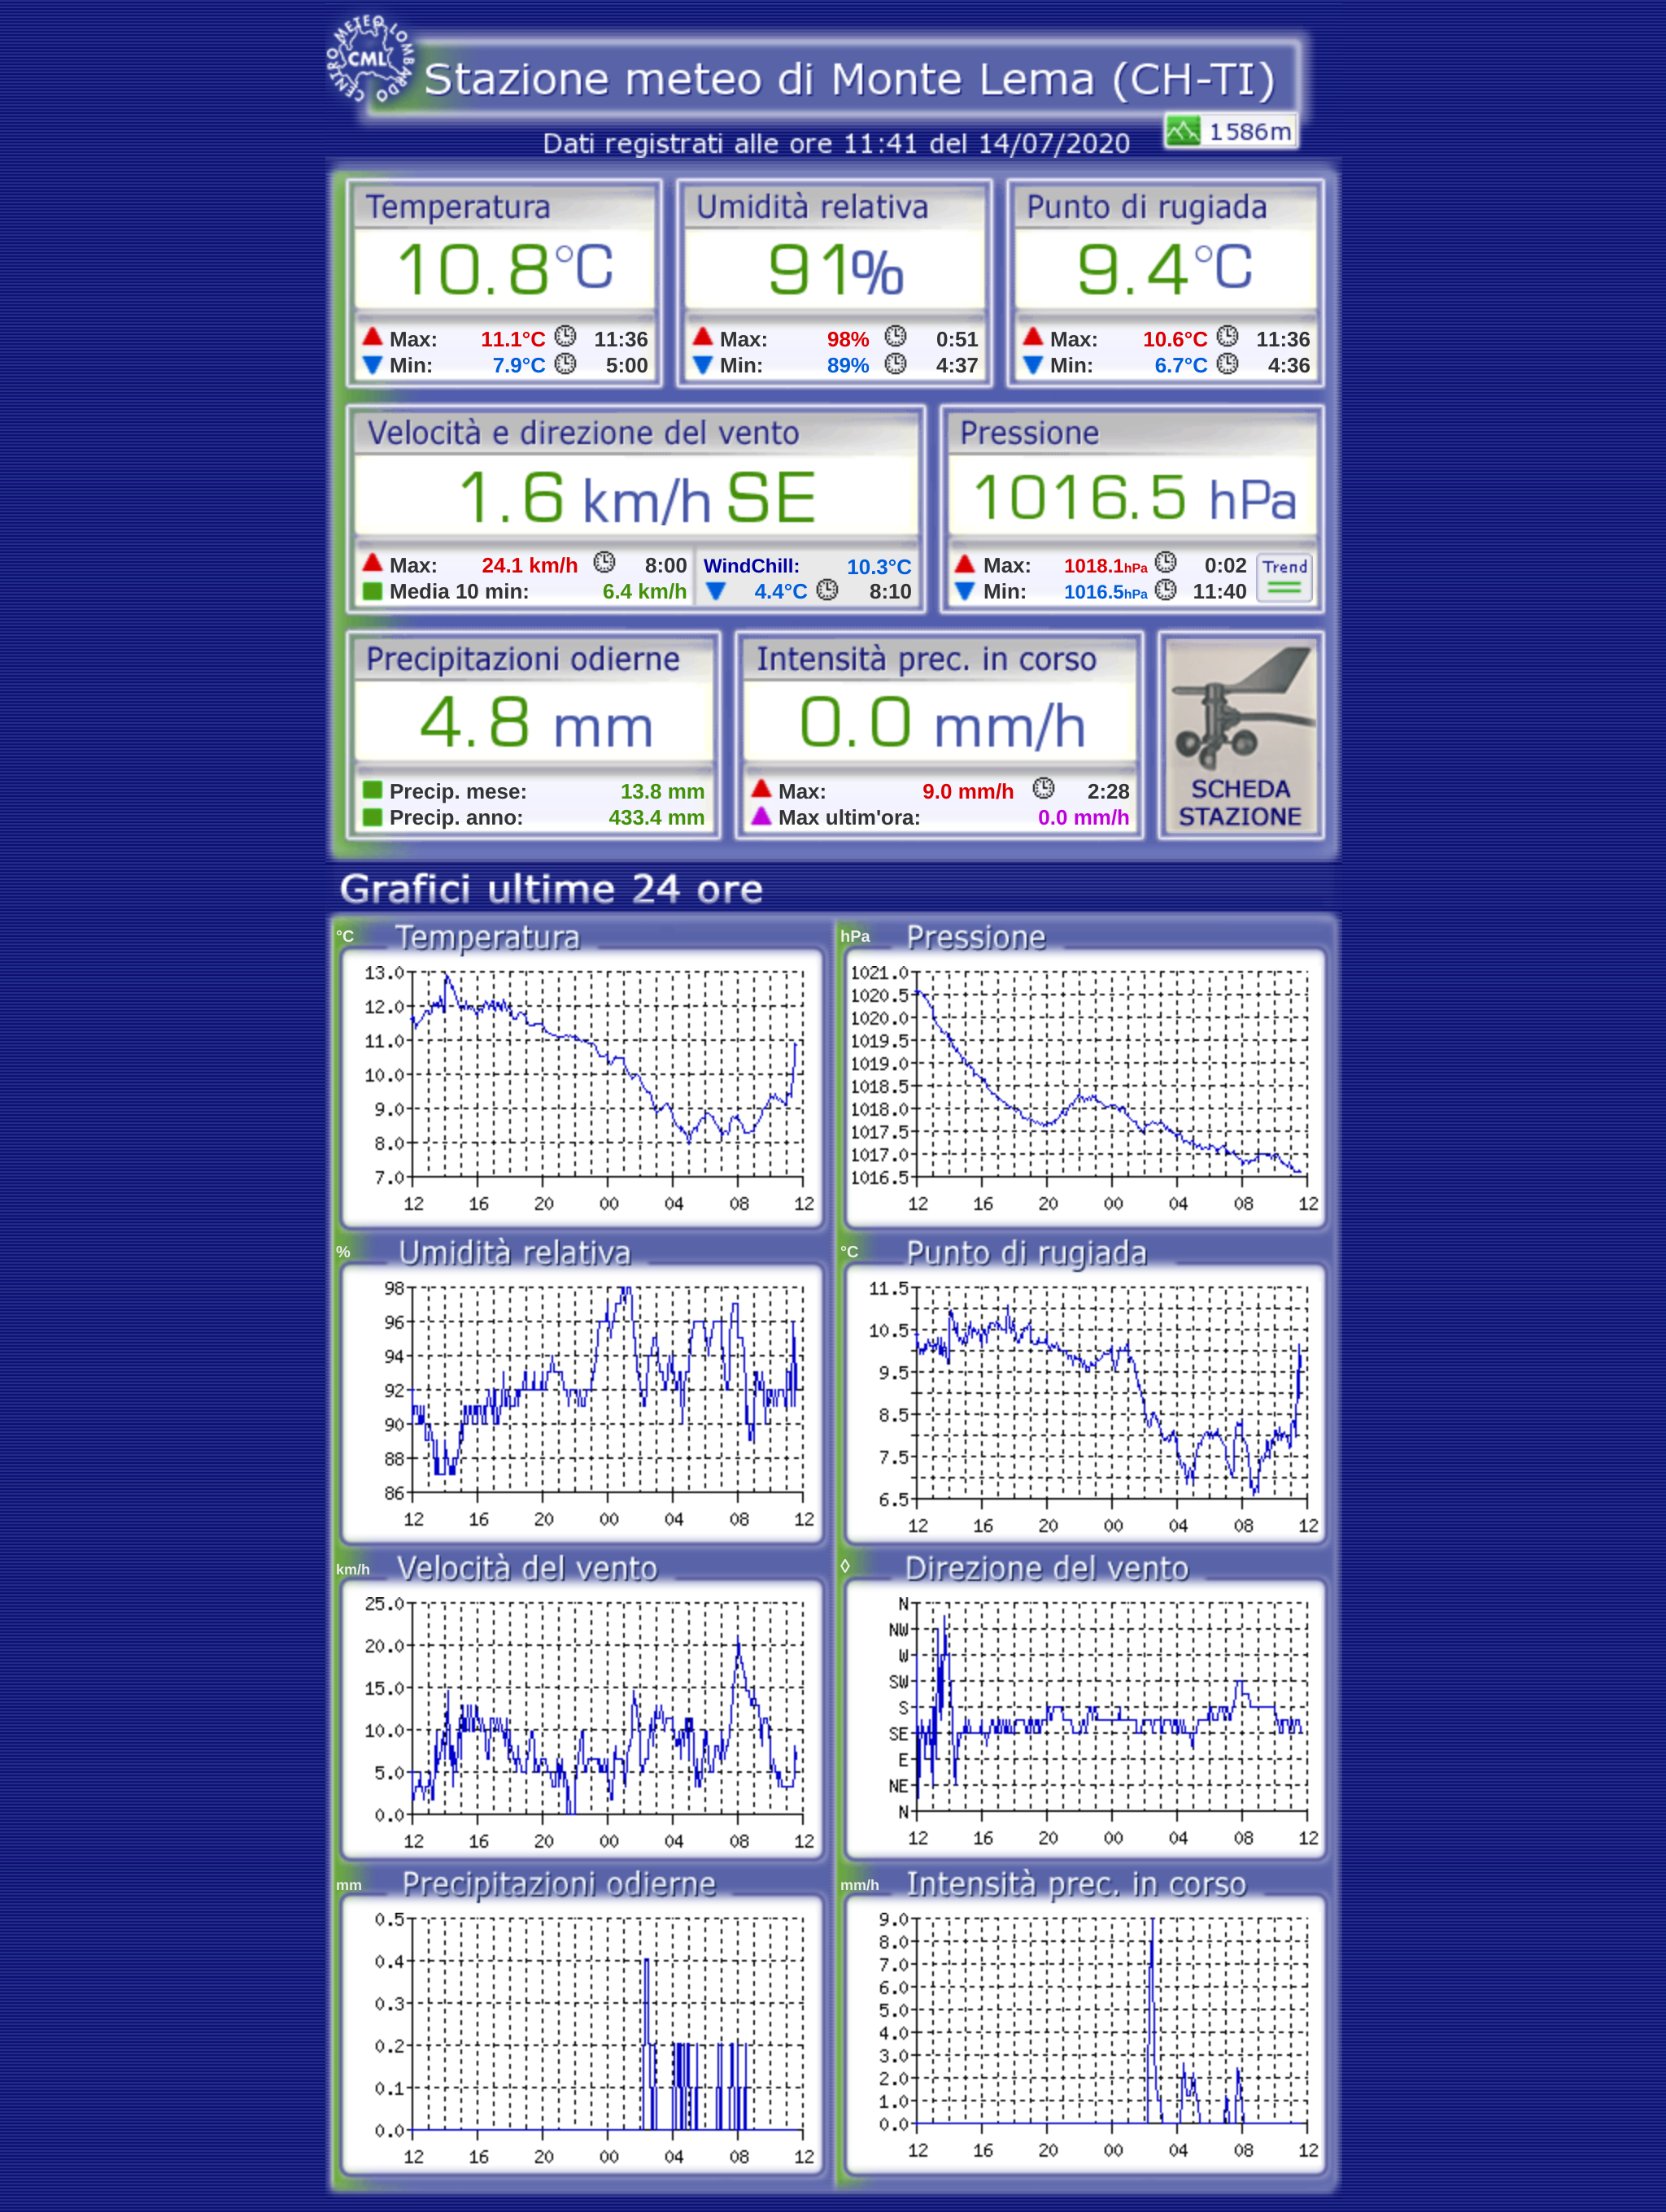 CENTRO METEO LOMBARDO
CML
Stazione meteo di Monte Lema (CH-TI)
Dati registrati alle ore 11:41 del 14/07/2020
1586m
Temperatura
10.8°C
Max: 11.1°C 11:36
Min: 7.9°C 5:00
Umidità relativa
91%
Max: 98% 0:51
Min: 89% 4:37
Punto di rugiada
9.4°C
Max: 10.6°C 11:36
Min: 6.7°C 4:36
Velocità e direzione del vento
1.6 km/h SE
Max: 24.1 km/h 8:00
Media 10 min: 6.4 km/h
WindChill: 10.3°C
4.4°C 8:10
Pressione
1016.5 hPa
Max: 1018.1hPa 0:02
Min: 1016.5hPa 11:40
Trend
Precipitazioni odierne
4.8 mm
Precip. mese: 13.8 mm
Precip. anno: 433.4 mm
Intensità prec. in corso
0.0 mm/h
Max: 9.0 mm/h 2:28
Max ultim'ora: 0.0 mm/h
SCHEDA
STAZIONE
Grafici ultime 24 ore
°C Temperatura
13.0
12.0
11.0
10.0
9.0
8.0
7.0
12 16 20 00 04 08 12
hPa Pressione
1021.0
1020.5
1020.0
1019.5
1019.0
1018.5
1018.0
1017.5
1017.0
1016.5
12 16 20 00 04 08 12
% Umidità relativa
98
96
94
92
90
88
86
12 16 20 00 04 08 12
°C Punto di rugiada
11.5
10.5
9.5
8.5
7.5
6.5
12 16 20 00 04 08 12
km/h Velocità del vento
25.0
20.0
15.0
10.0
5.0
0.0
12 16 20 00 04 08 12
◊ Direzione del vento
N
NW
W
SW
S
SE
E
NE
N
12 16 20 00 04 08 12
mm Precipitazioni odierne
0.5
0.4
0.3
0.2
0.1
0.0
12 16 20 00 04 08 12
mm/h Intensità prec. in corso
9.0
8.0
7.0
6.0
5.0
4.0
3.0
2.0
1.0
0.0
12 16 20 00 04 08 12